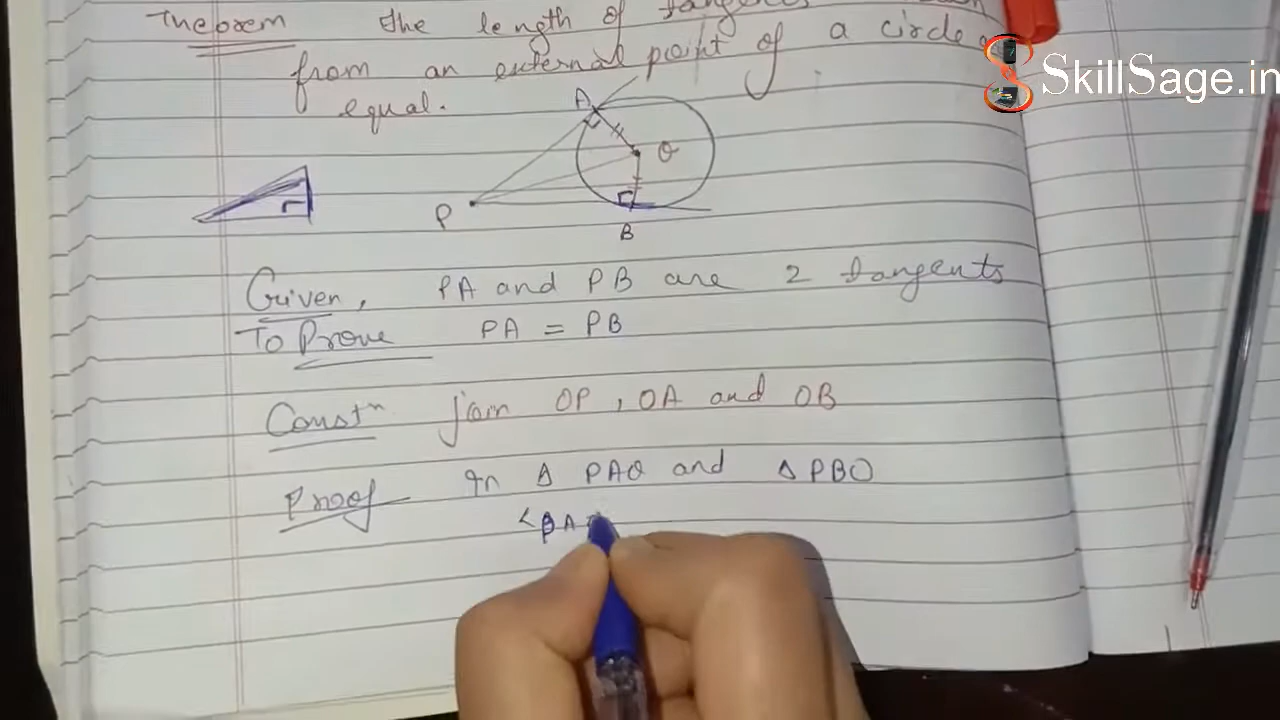 Theorem the length of tangents
from an external point of a circle
equal.
SkillSage.in
A
O
P
B
Given, PA and PB are 2 tangents
To Prove PA = PB
Constⁿ join OP, OA and OB
Proof In Δ PAO and Δ PBO
<PA